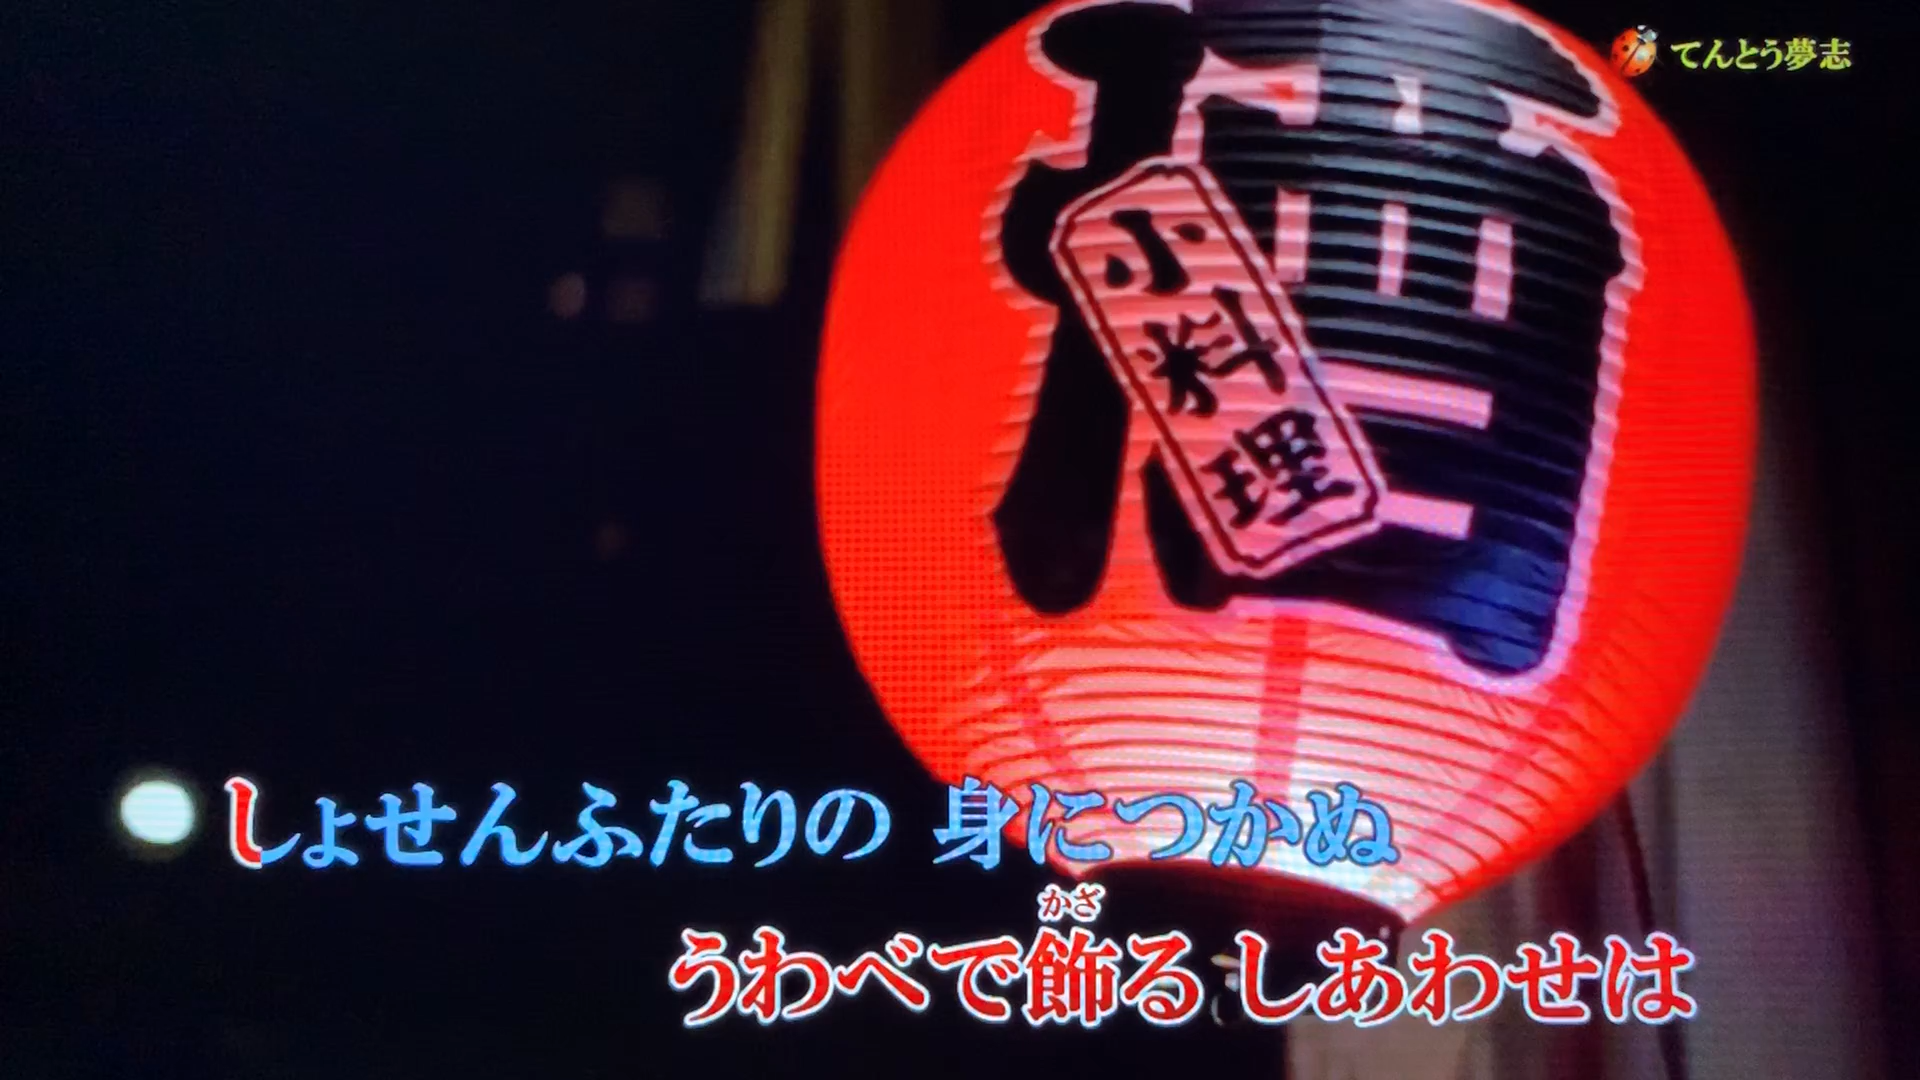 てんとう夢志
小料理
しょせんふたりの 身につかぬ
かざ
うわべで飾る しあわせは